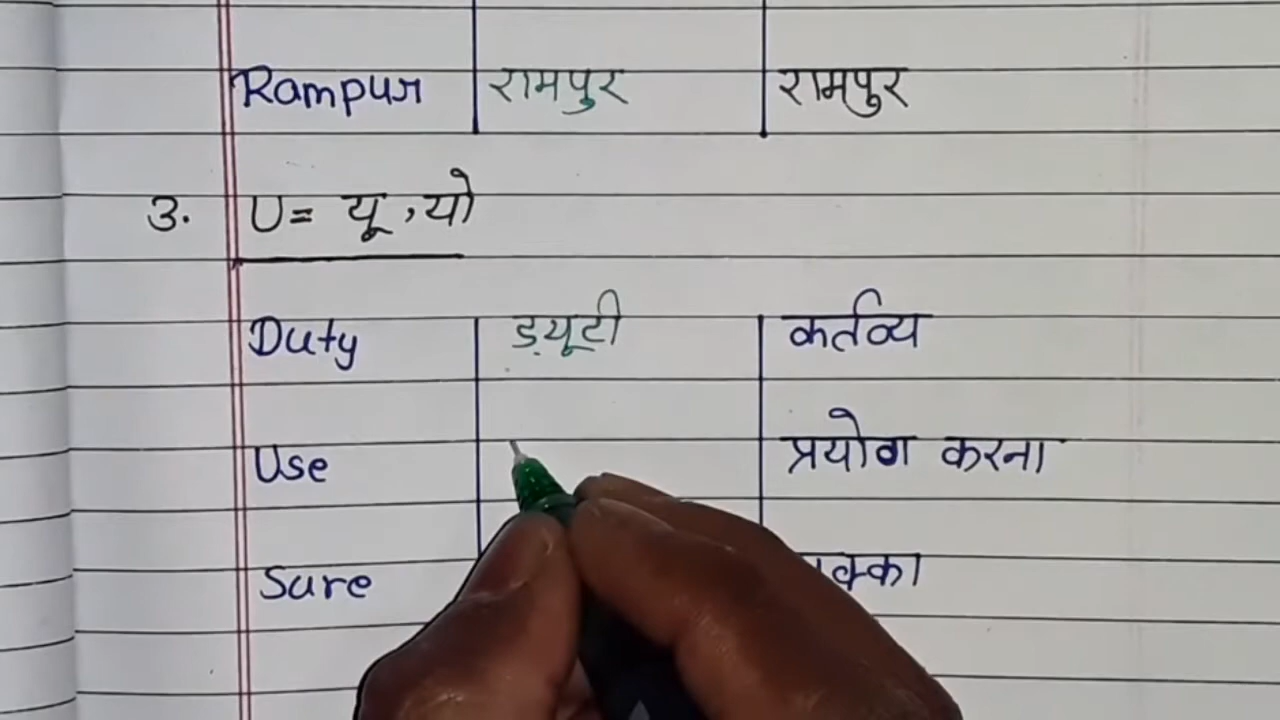 Rampur रामपुर रामपुर
3. U= यू, यो
Duty ड़यूटी कर्तव्य
Use प्रयोग करना
Sure